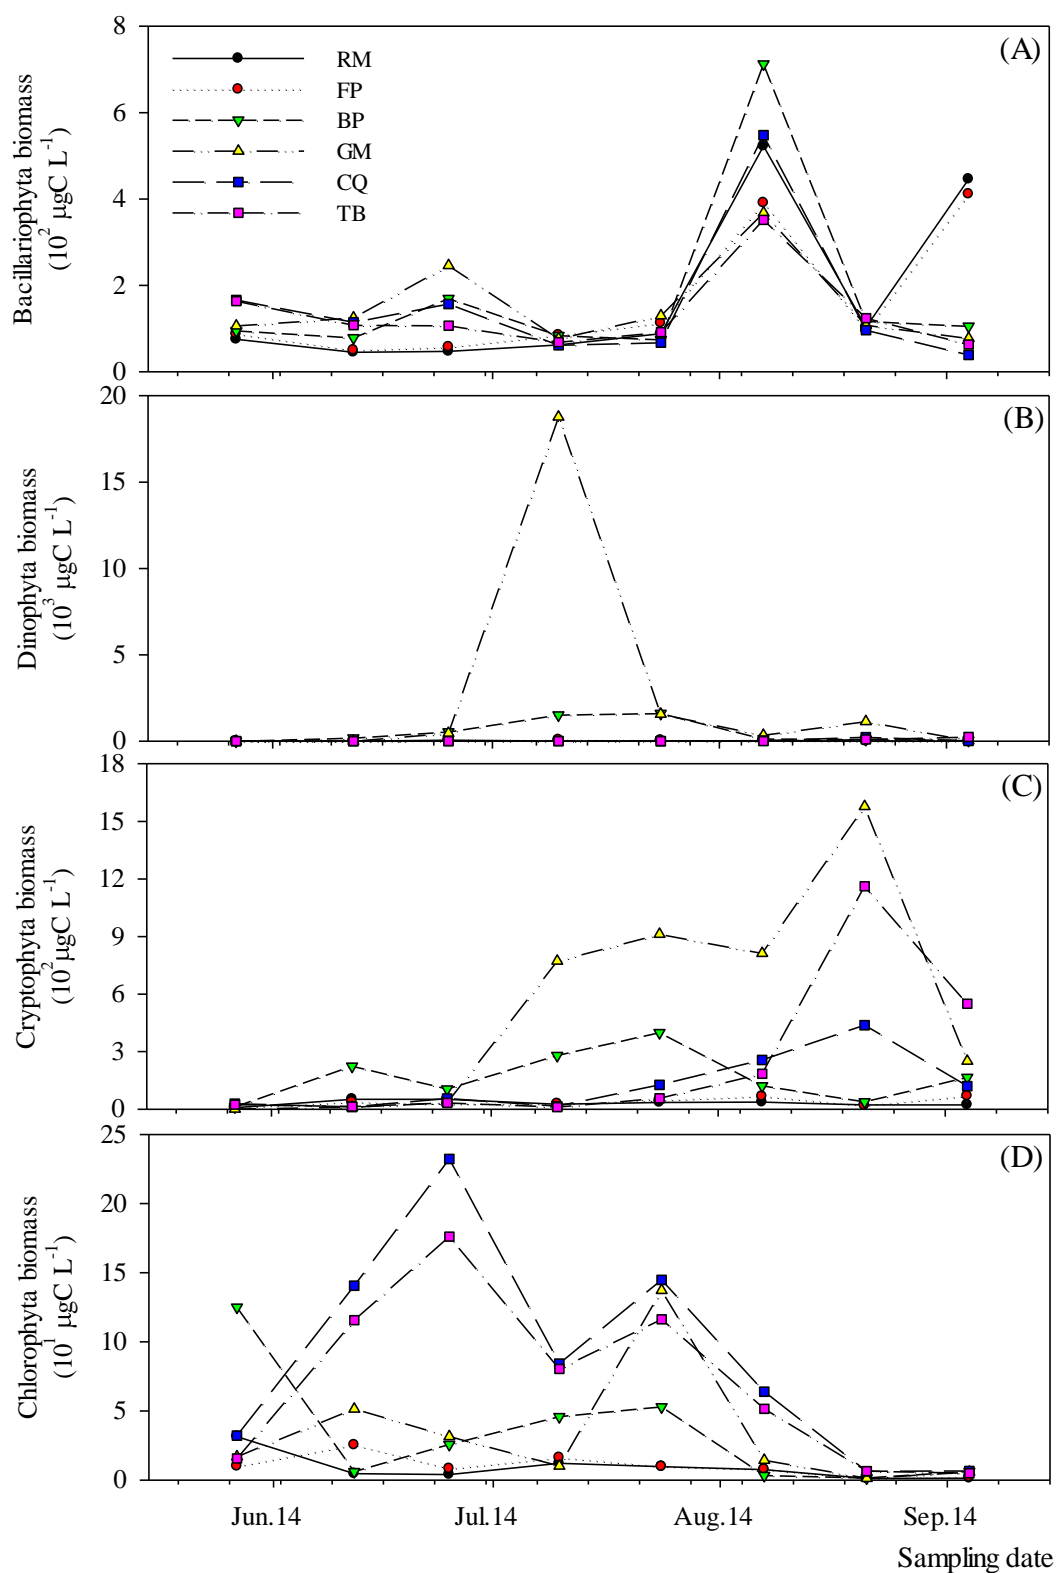 (A)
RM
FP
BP
GM
CQ
TB
Bacillariophyta biomass
(10² µgC L⁻¹)
8
6
4
2
0
(B)
Dinophyta biomass
(10³ µgC L⁻¹)
20
15
10
5
0
(C)
Cryptophyta biomass
(10² µgC L⁻¹)
18
15
12
9
6
3
0
(D)
Chlorophyta biomass
(10¹ µgC L⁻¹)
25
20
15
10
5
0
Jun.14 Jul.14 Aug.14 Sep.14
Sampling date